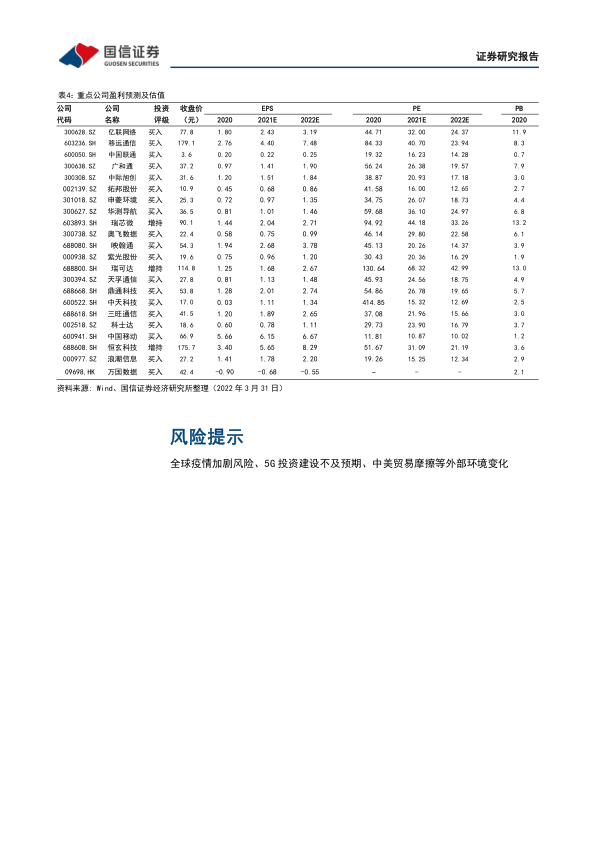 国信证券
GUOSEN SECURITIES
证券研究报告
表4：重点公司盈利预测及估值
公司 公司 投资 收盘价 EPS PE PB
代码 名称 评级 （元） 2020 2021E 2022E 2020 2021E 2022E 2020
300628.SZ 亿联网络 买入 77.8 1.80 2.43 3.19 44.71 32.00 24.37 11.9
603236.SH 移远通信 买入 179.1 2.76 4.40 7.48 84.33 40.70 23.94 8.3
600050.SH 中国联通 买入 3.6 0.20 0.22 0.25 19.32 16.23 14.28 0.7
300638.SZ 广和通 买入 37.2 0.97 1.41 1.90 56.24 26.38 19.57 7.9
300308.SZ 中际旭创 买入 31.6 1.20 1.51 1.84 38.87 20.93 17.18 3.0
002139.SZ 拓邦股份 买入 10.9 0.45 0.68 0.86 41.58 16.00 12.65 2.7
301018.SZ 申菱环境 买入 25.3 0.72 0.97 1.35 34.75 26.07 18.73 4.4
300627.SZ 华测导航 买入 36.5 0.81 1.01 1.46 59.68 36.10 24.97 6.8
603893.SH 瑞芯微 增持 90.1 1.44 2.04 2.71 94.92 44.18 33.26 13.2
300738.SZ 奥飞数据 买入 22.4 0.58 0.75 0.99 46.14 29.80 22.58 6.1
688080.SH 映翰通 买入 54.3 1.94 2.68 3.78 45.13 20.26 14.37 3.9
000938.SZ 紫光股份 买入 19.6 0.75 0.96 1.20 30.43 20.36 16.29 1.9
688800.SH 瑞可达 增持 114.8 1.25 1.68 2.67 130.64 68.32 42.99 13.0
300394.SZ 天孚通信 买入 27.8 0.81 1.13 1.48 45.93 24.56 18.75 4.9
688668.SH 鼎通科技 买入 53.8 1.28 2.01 2.74 54.86 26.78 19.65 5.7
600522.SH 中天科技 买入 17.0 0.03 1.11 1.34 414.85 15.32 12.69 2.5
688618.SH 三旺通信 买入 41.5 1.20 1.89 2.65 37.08 21.96 15.66 3.0
002518.SZ 科士达 买入 18.6 0.60 0.78 1.11 29.73 23.90 16.79 3.7
600941.SH 中国移动 买入 66.9 5.66 6.15 6.67 11.81 10.87 10.02 1.2
688608.SH 恒玄科技 增持 175.7 3.40 5.65 8.29 51.67 31.09 21.19 3.6
000977.SZ 浪潮信息 买入 27.2 1.41 1.78 2.20 19.26 15.25 12.34 2.9
09698.HK 万国数据 买入 42.4 -0.90 -0.68 -0.55 - - - 2.1
资料来源：Wind、国信证券经济研究所整理（2022 年 3 月 31 日）
风险提示
全球疫情加剧风险、5G 投资建设不及预期、中美贸易摩擦等外部环境变化